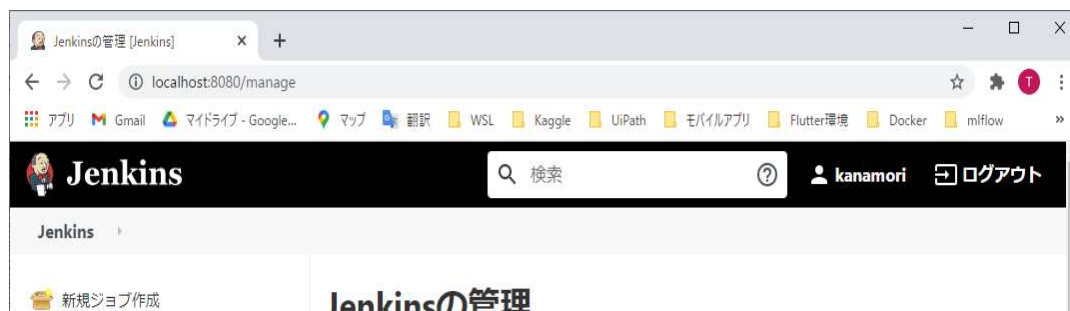 Jenkinsの管理 [Jenkins]
localhost:8080/manage
T
アプリ Gmail マイドライブ - Google... マップ 翻訳 WSL Kaggle UiPath モバイルアプリ Flutter環境 Docker mlflow »
Jenkins 検索 kanamori ログアウト
Jenkins
新規ジョブ作成
Jenkinsの管理